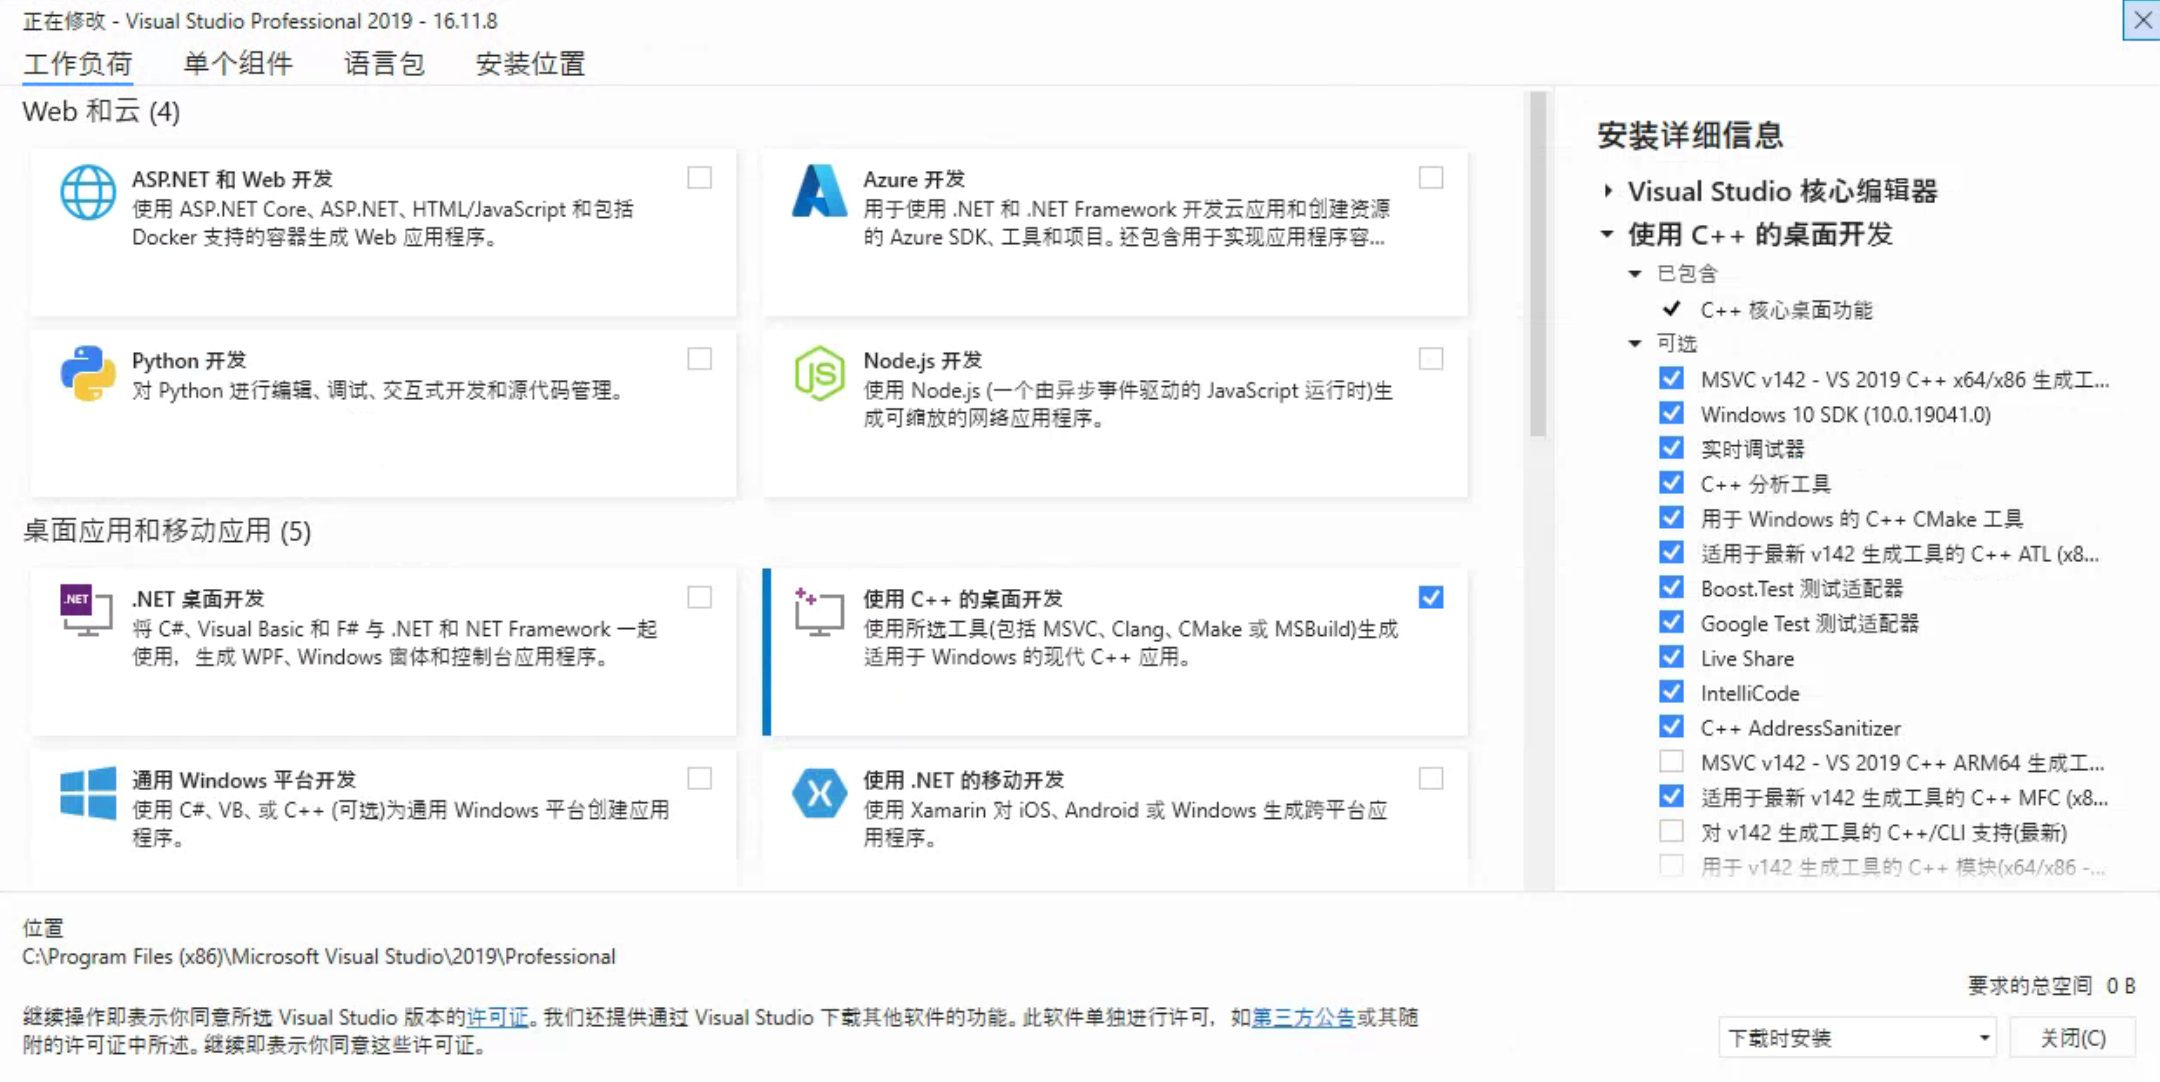 正在修改 - Visual Studio Professional 2019 - 16.11.8
工作负荷 单个组件 语言包 安装位置
Web 和云 (4)
ASP.NET 和 Web 开发
使用 ASP.NET Core、ASP.NET、HTML/JavaScript 和包括
Docker 支持的容器生成 Web 应用程序。
Azure 开发
用于使用 .NET 和 .NET Framework 开发云应用和创建资源
的 Azure SDK、工具和项目。还包含用于实现应用程序容...
Python 开发
对 Python 进行编辑、调试、交互式开发和源代码管理。
Node.js 开发
使用 Node.js (一个由异步事件驱动的 JavaScript 运行时)生
成可缩放的网络应用程序。
桌面应用和移动应用 (5)
.NET
.NET 桌面开发
将 C#、Visual Basic 和 F# 与 .NET 和 NET Framework 一起
使用，生成 WPF、Windows 窗体和控制台应用程序。
使用 C++ 的桌面开发
使用所选工具(包括 MSVC、Clang、CMake 或 MSBuild)生成
适用于 Windows 的现代 C++ 应用。
通用 Windows 平台开发
使用 C#、VB、或 C++ (可选)为通用 Windows 平台创建应用
程序。
使用 .NET 的移动开发
使用 Xamarin 对 iOS、Android 或 Windows 生成跨平台应
用程序。
安装详细信息
Visual Studio 核心编辑器
使用 C++ 的桌面开发
已包含
C++ 核心桌面功能
可选
MSVC v142 - VS 2019 C++ x64/x86 生成工...
Windows 10 SDK (10.0.19041.0)
实时调试器
C++ 分析工具
用于 Windows 的 C++ CMake 工具
适用于最新 v142 生成工具的 C++ ATL (x8...
Boost.Test 测试适配器
Google Test 测试适配器
Live Share
IntelliCode
C++ AddressSanitizer
MSVC v142 - VS 2019 C++ ARM64 生成工...
适用于最新 v142 生成工具的 C++ MFC (x8...
对 v142 生成工具的 C++/CLI 支持(最新)
用于 v142 生成工具的 C++ 模块(x64/x86 -...
位置
C:\Program Files (x86)\Microsoft Visual Studio\2019\Professional
继续操作即表示你同意所选 Visual Studio 版本的许可证。我们还提供通过 Visual Studio 下载其他软件的功能。此软件单独进行许可，如第三方公告或其随
附的许可证中所述。继续即表示你同意这些许可证。
要求的总空间 0 B
下载时安装
关闭(C)